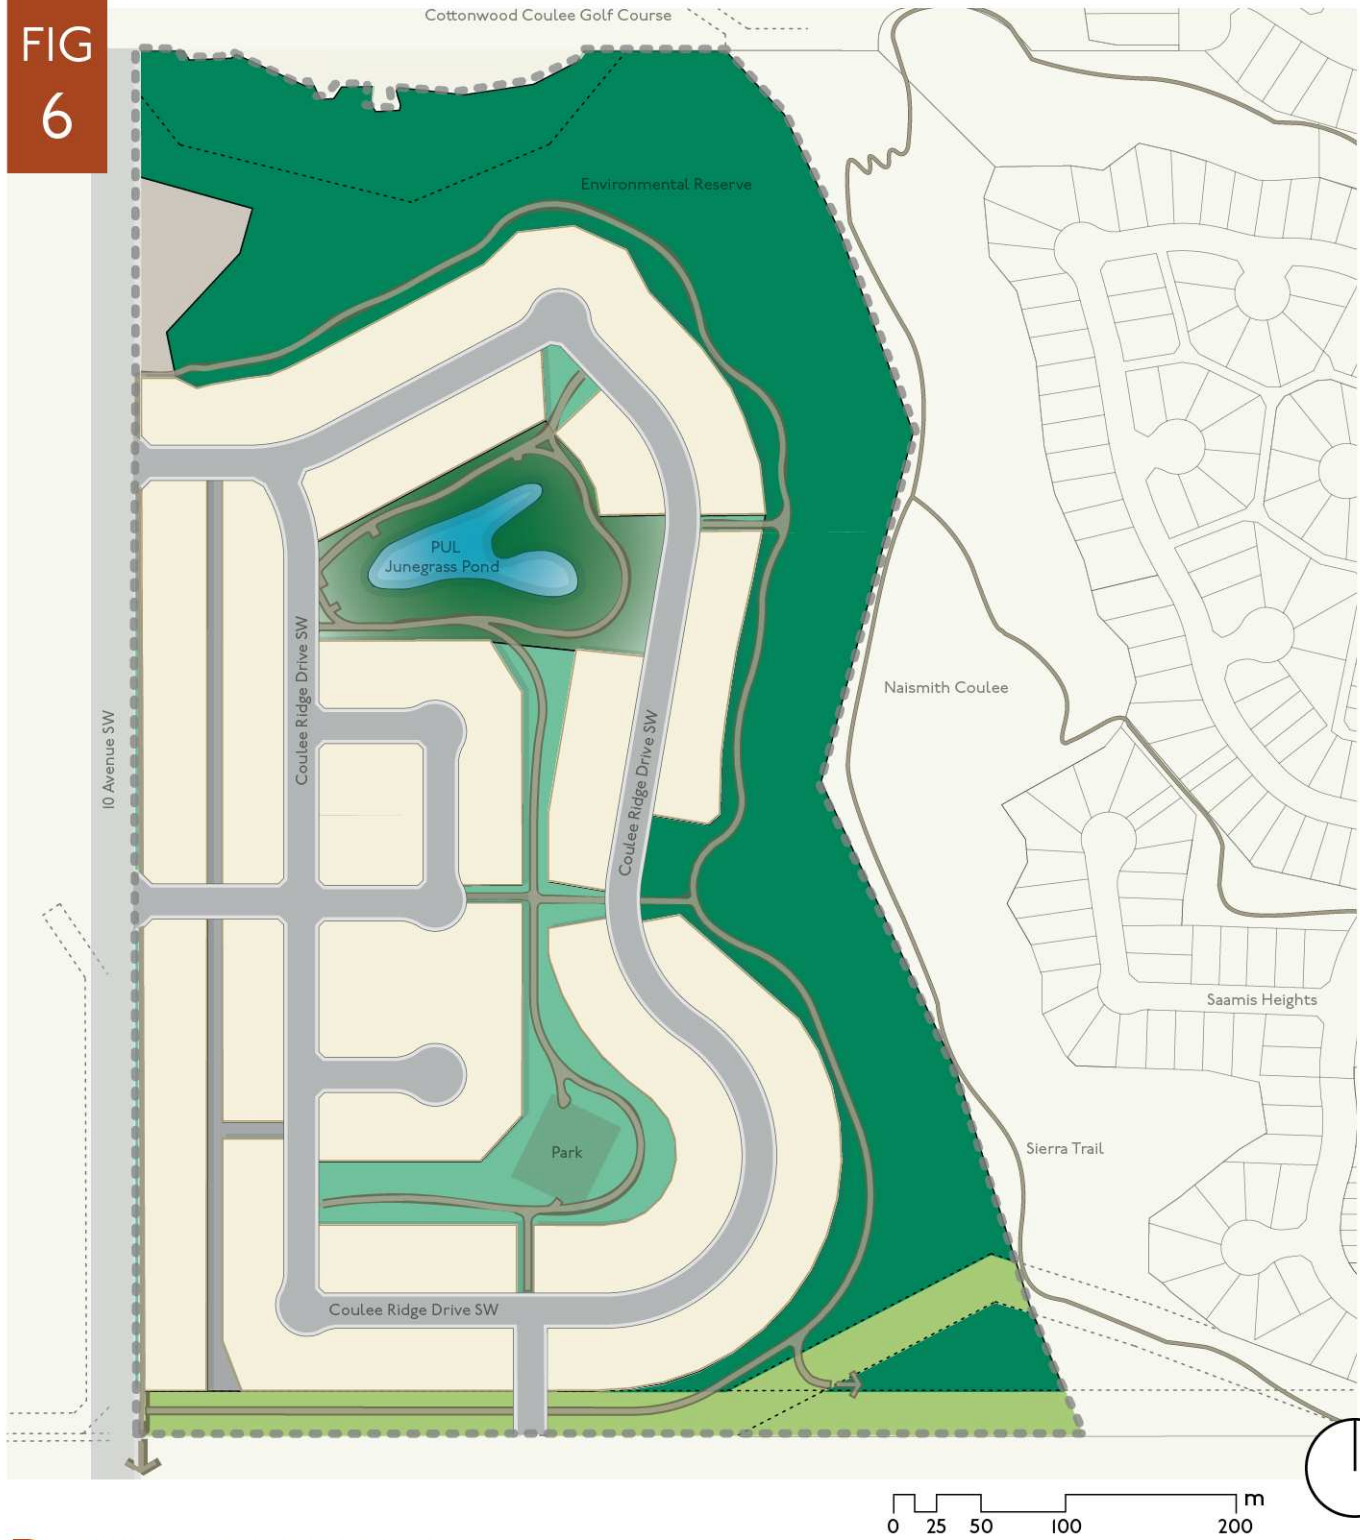 FIG
6
Cottonwood Coulee Golf Course
Environmental Reserve
PUL
Junegrass Pond
Coulee Ridge Drive SW
10 Avenue SW
Coulee Ridge Drive SW
Naismith Coulee
Saamis Heights
Sierra Trail
Park
Coulee Ridge Drive SW
m
0 25 50 100 200